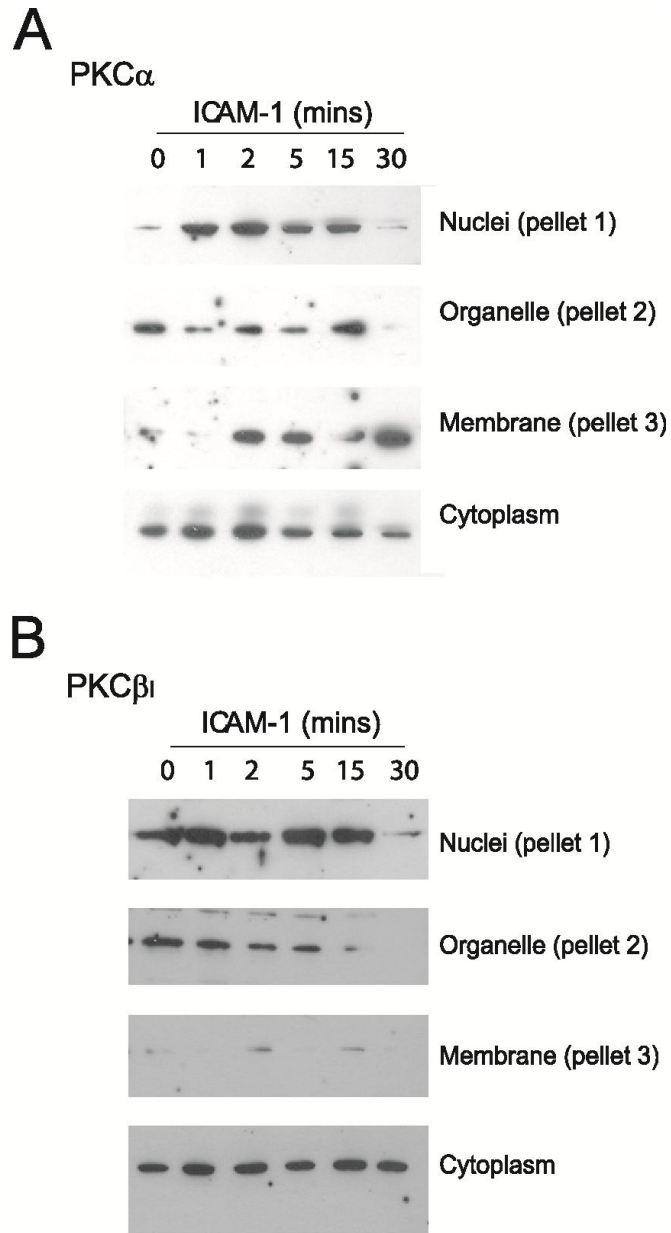 A
PKCα
ICAM-1 (mins)
0 1 2 5 15 30
Nuclei (pellet 1)
Organelle (pellet 2)
Membrane (pellet 3)
Cytoplasm
B
PKCβI
ICAM-1 (mins)
0 1 2 5 15 30
Nuclei (pellet 1)
Organelle (pellet 2)
Membrane (pellet 3)
Cytoplasm